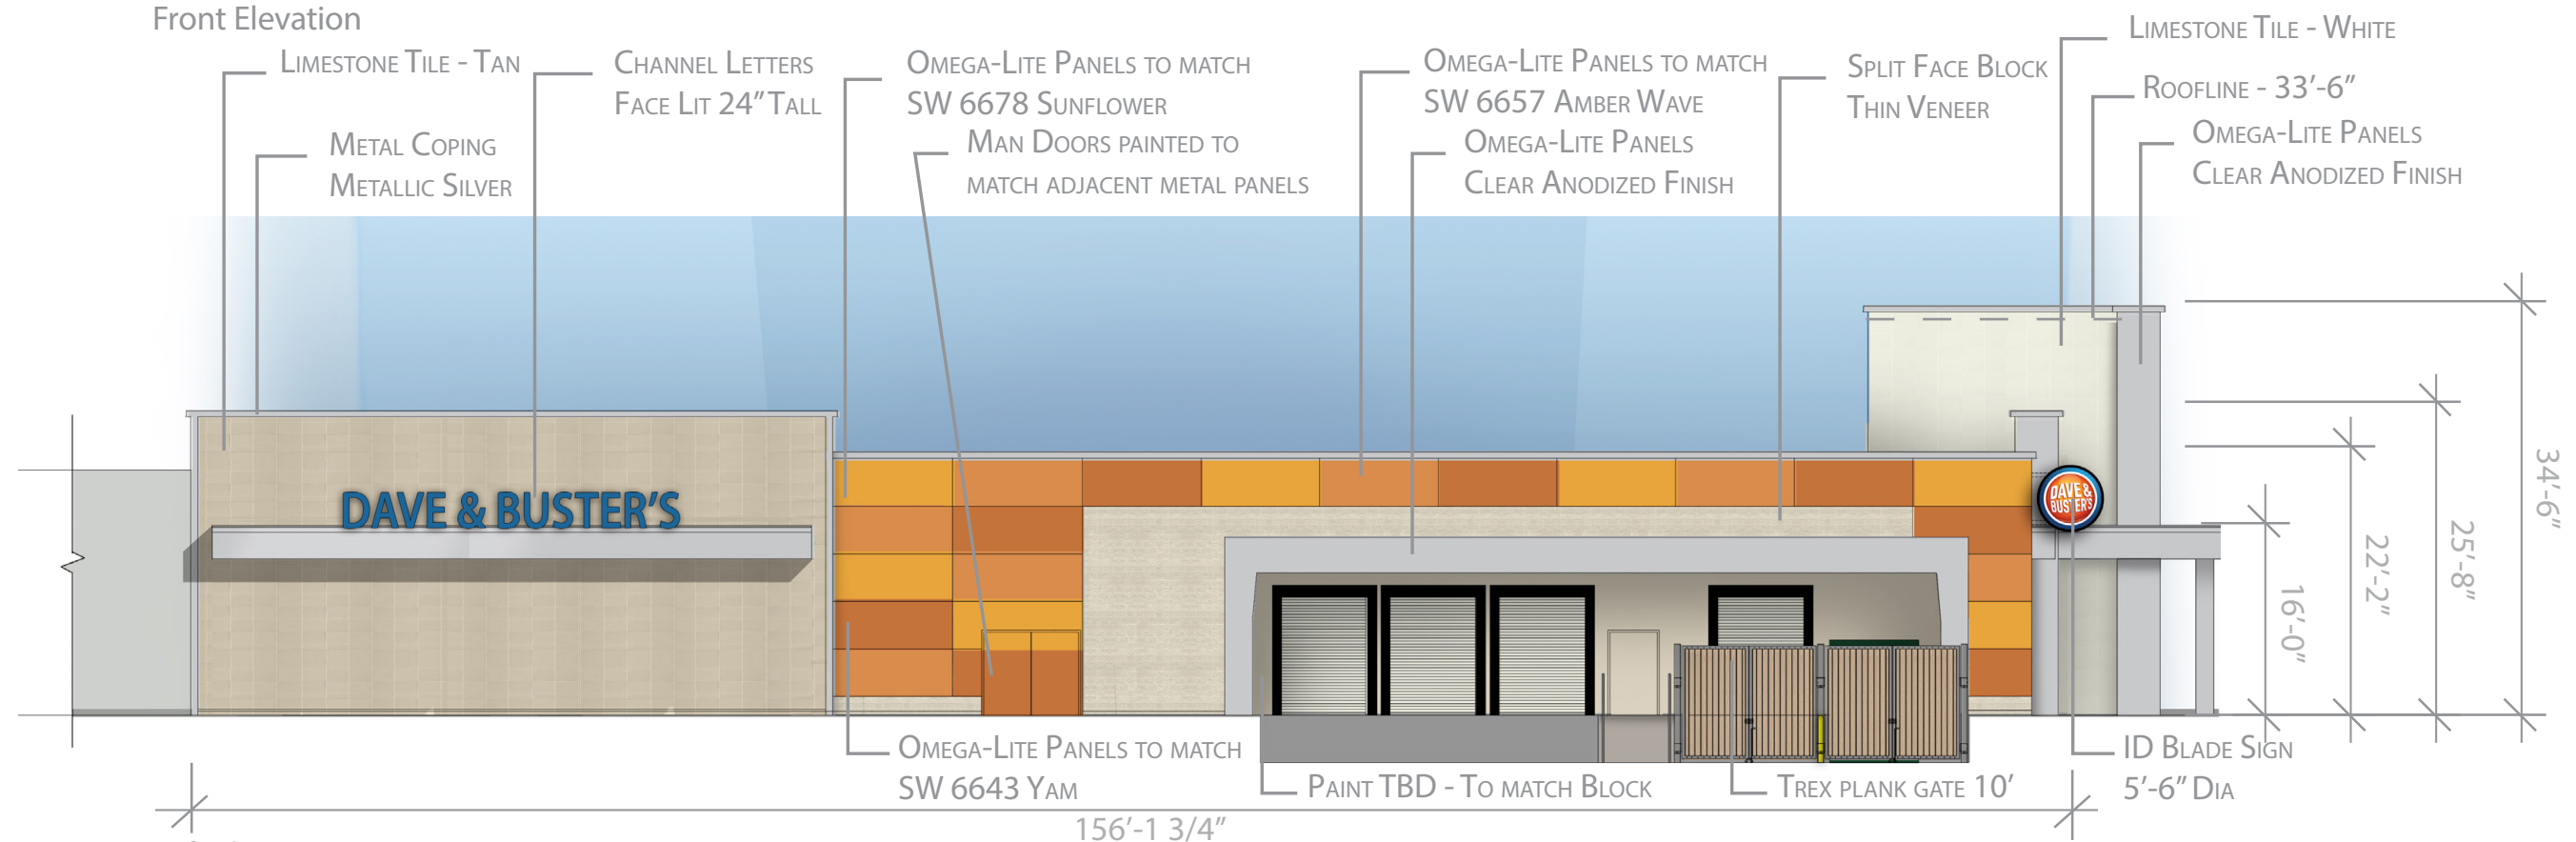 Front Elevation
Limestone Tile - Tan
Channel Letters
Face Lit 24" Tall
Omega-Lite Panels to match
SW 6678 Sunflower
Omega-Lite Panels to match
SW 6657 Amber Wave
Split Face Block
Thin Veneer
Limestone Tile - White
Roofline - 33'-6"
Metal Coping
Metallic Silver
Man Doors painted to
match adjacent metal panels
Omega-Lite Panels
Clear Anodized Finish
Omega-Lite Panels
Clear Anodized Finish
DAVE & BUSTER'S
DAVE &
BUSTER'S
16'-0"
22'-2"
25'-8"
34'-6"
Omega-Lite Panels to match
SW 6643 Yam
Paint TBD - To match Block
Trex plank gate 10'
ID Blade Sign
5'-6" Dia
156'-1 3/4"